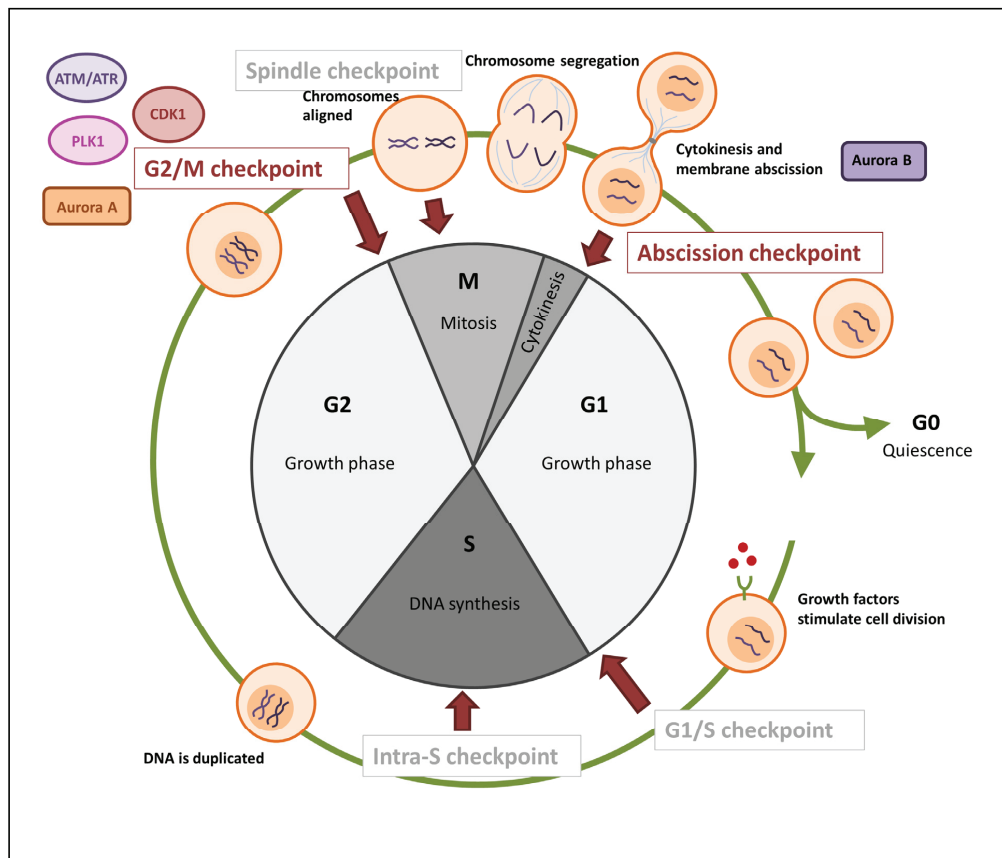 Spindle checkpoint
Chromosome segregation
ATM/ATR
CDK1
PLK1
Chromosomes
aligned
G2/M checkpoint
Cytokinesis and
membrane abscission
Aurora B
Aurora A
Abscission checkpoint
M
Mitosis
Cytokinesis
G2
Growth phase
G1
Growth phase
G0
Quiescence
S
DNA synthesis
Growth factors
stimulate cell division
G1/S checkpoint
DNA is duplicated
Intra-S checkpoint